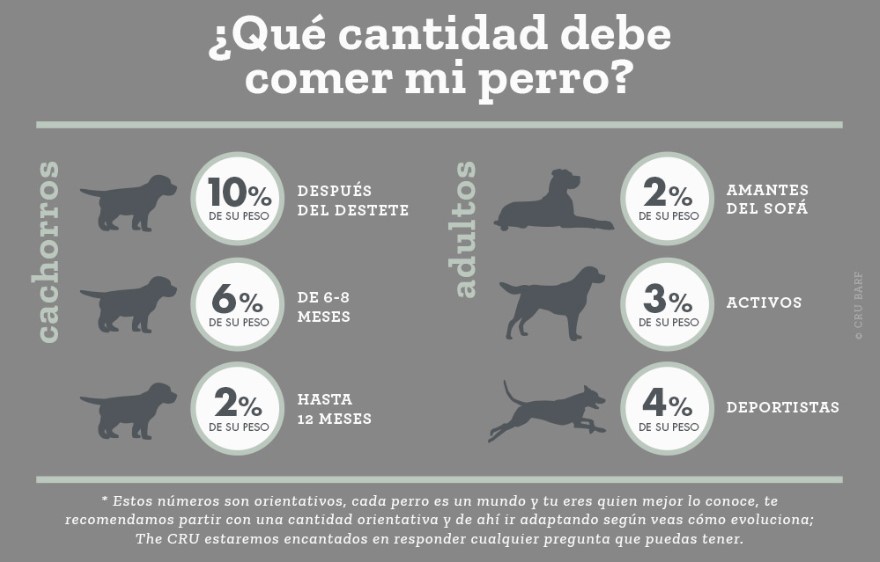 ¿Qué cantidad debe
comer mi perro?
cachorros
10%
DE SU PESO
DESPUÉS
DEL DESTETE
6%
DE SU PESO
DE 6-8
MESES
2%
DE SU PESO
HASTA
12 MESES
adultos
2%
DE SU PESO
AMANTES
DEL SOFÁ
3%
DE SU PESO
ACTIVOS
4%
DE SU PESO
DEPORTISTAS
© CRU BARF
* Estos números son orientativos, cada perro es un mundo y tu eres quien mejor lo conoce, te
recomendamos partir con una cantidad orientativa y de ahí ir adaptando según veas cómo evoluciona;
The CRU estaremos encantados en responder cualquier pregunta que puedas tener.